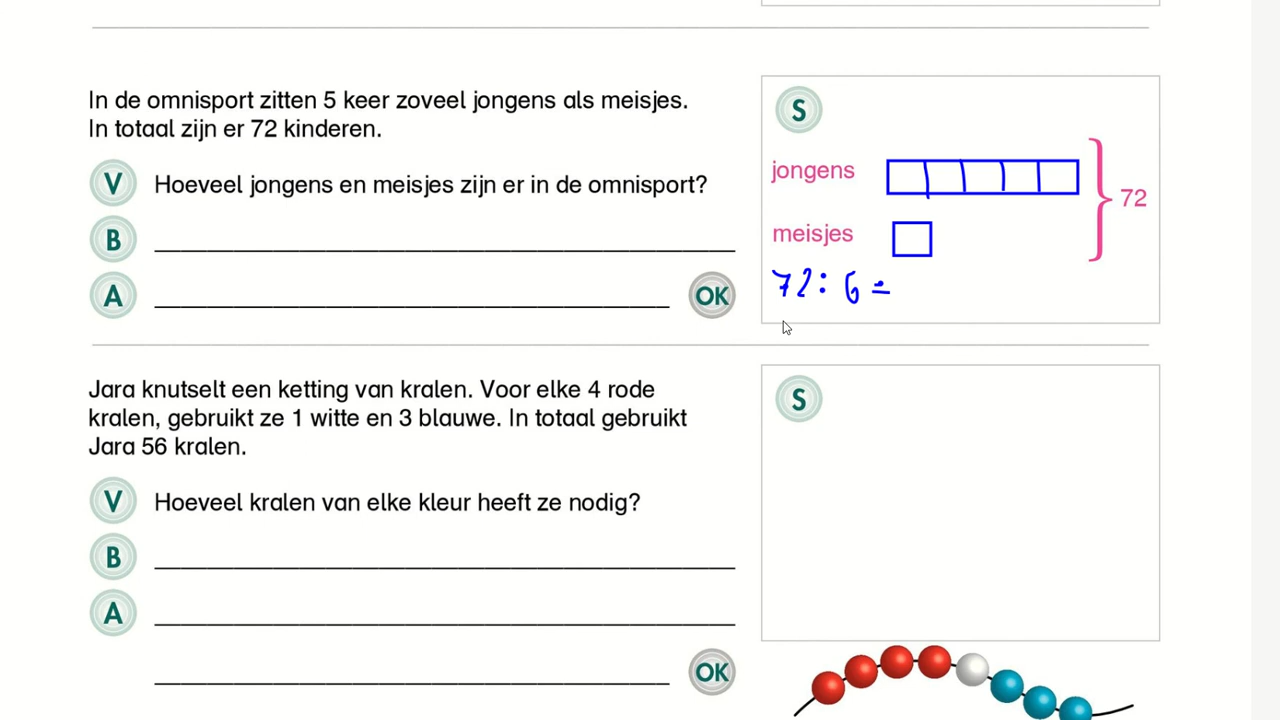 In de omnisport zitten 5 keer zoveel jongens als meisjes.
In totaal zijn er 72 kinderen.
V Hoeveel jongens en meisjes zijn er in de omnisport?
B
A
OK
S
jongens
72
meisjes
72: 6 =
Jara knutselt een ketting van kralen. Voor elke 4 rode
kralen, gebruikt ze 1 witte en 3 blauwe. In totaal gebruikt
Jara 56 kralen.
V Hoeveel kralen van elke kleur heeft ze nodig?
B
A
OK
S